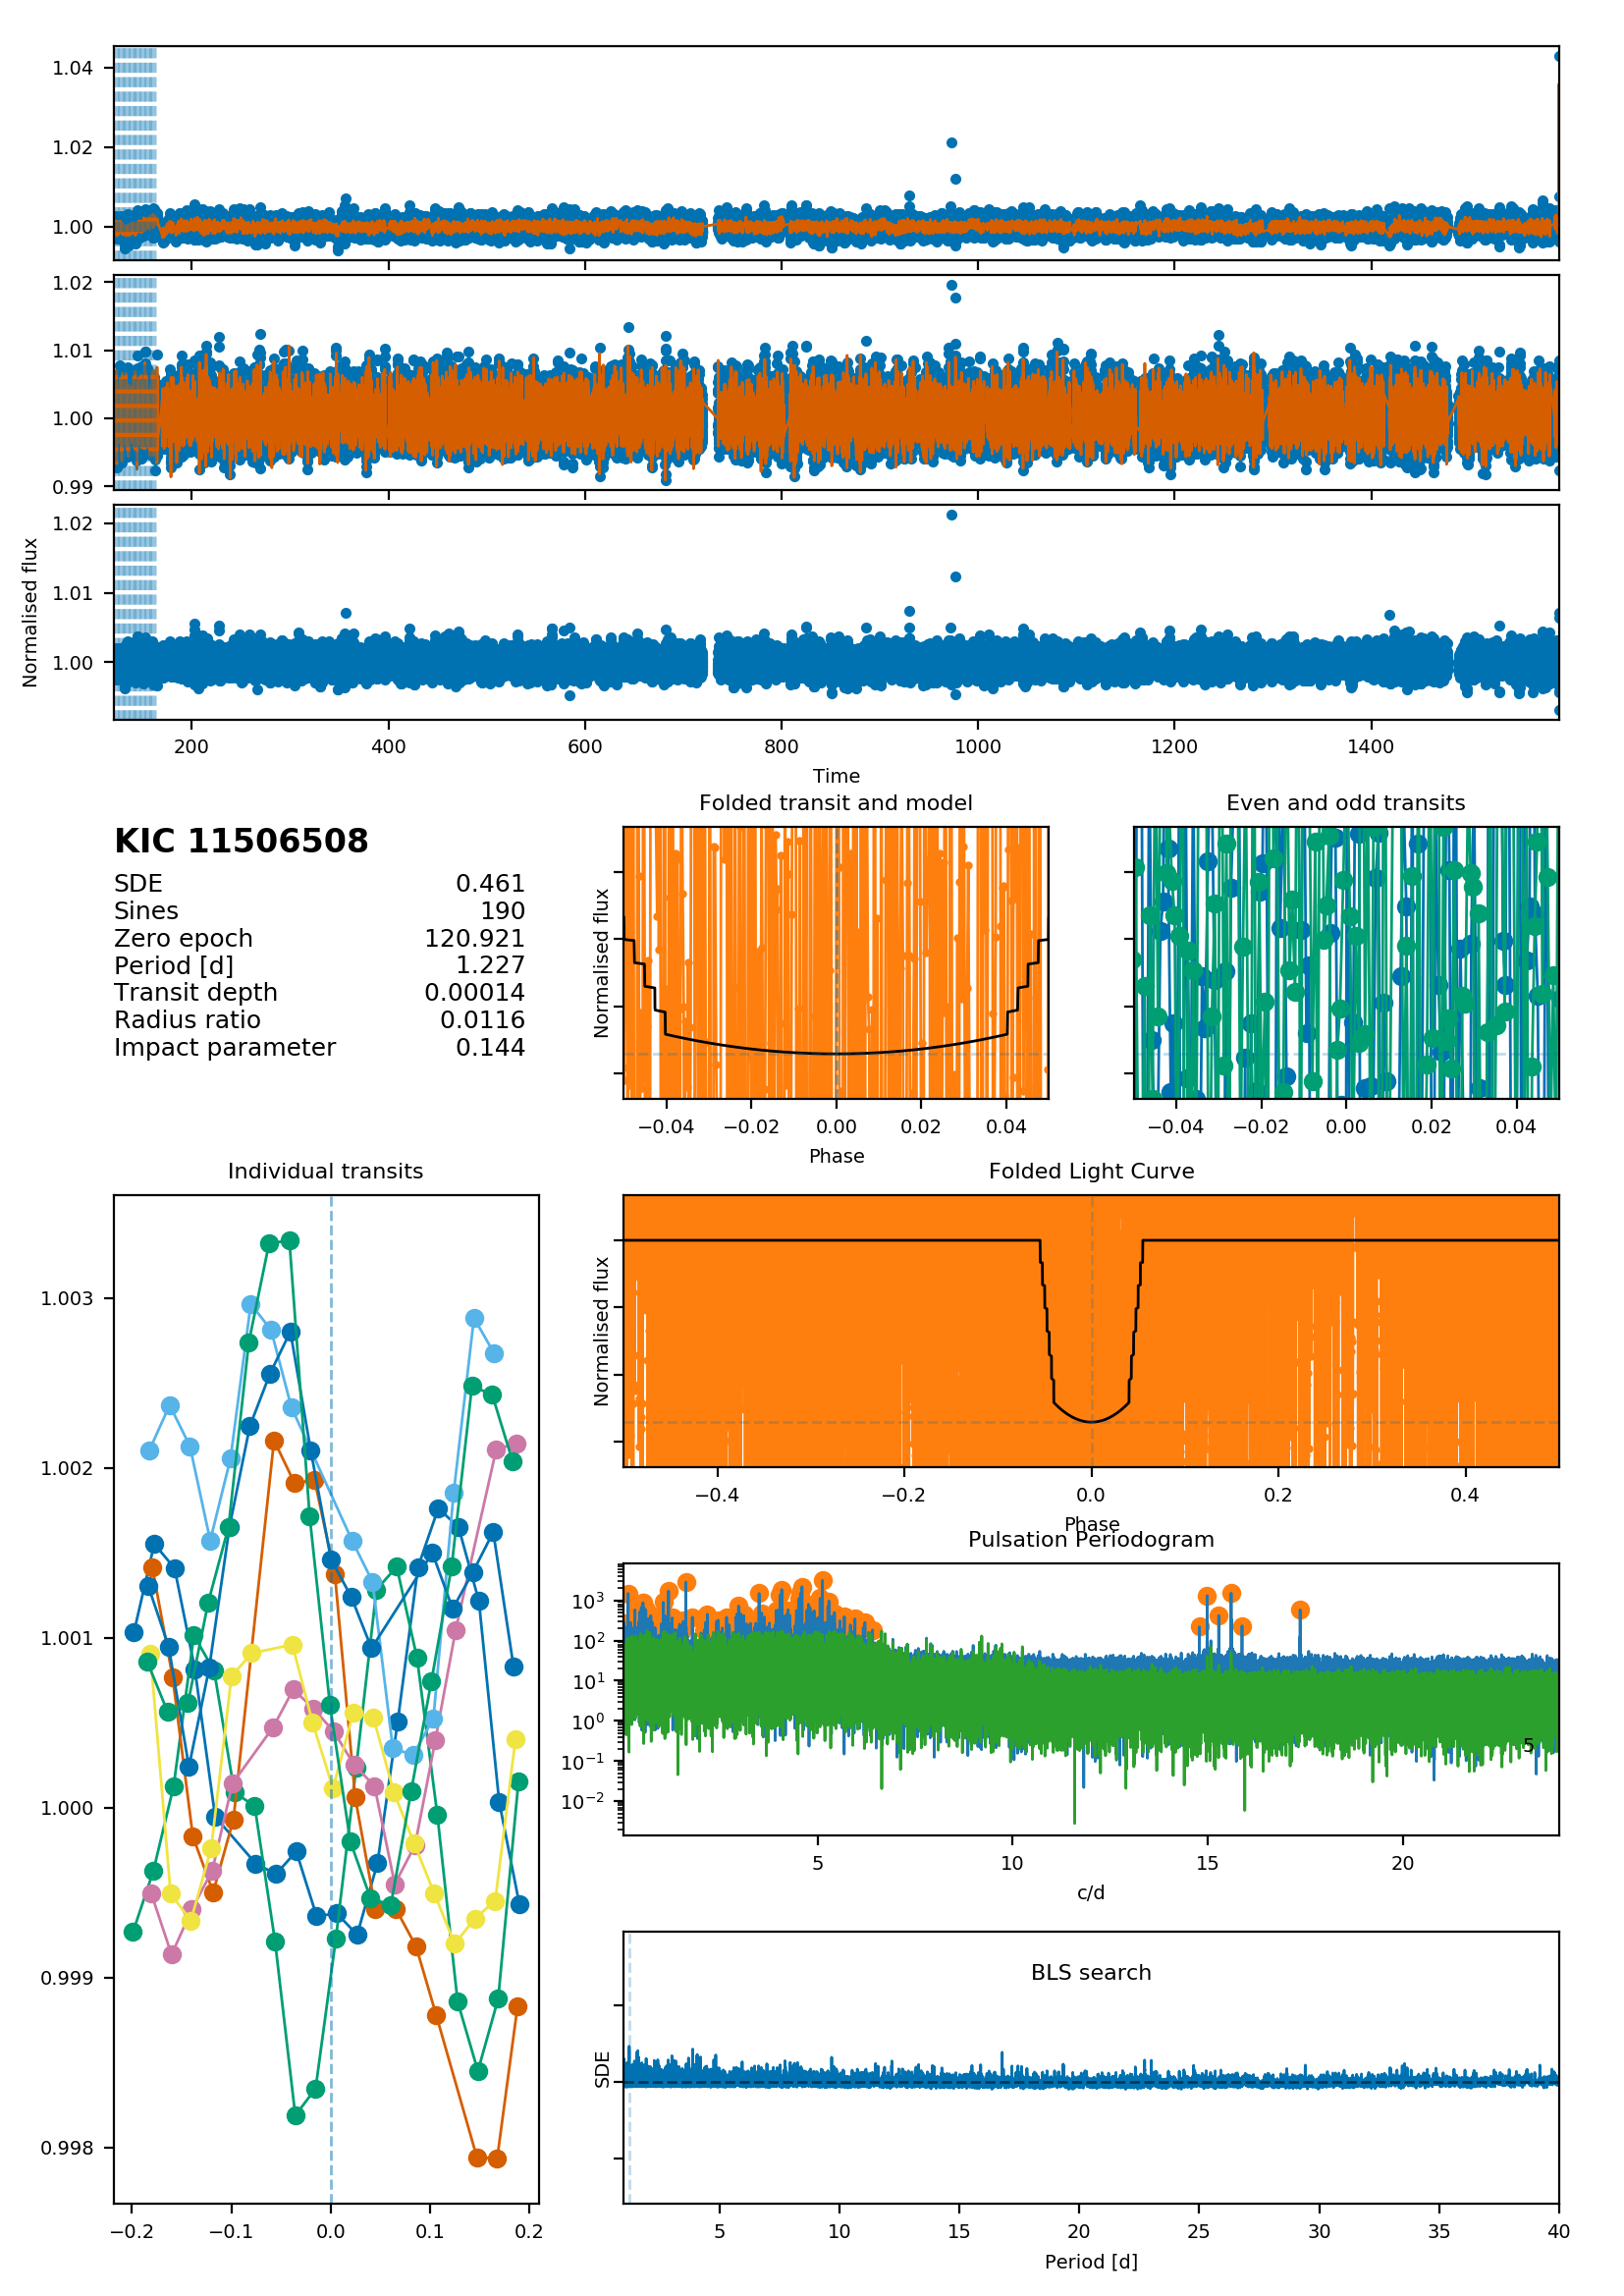 1.04
1.02
1.00
1.02
1.01
1.00
0.99
1.02
1.01
1.00
Normalised flux
200 400 600 800 1000 1200 1400
Time
KIC 11506508
SDE 0.461
Sines 190
Zero epoch 120.921
Period [d] 1.227
Transit depth 0.00014
Radius ratio 0.0116
Impact parameter 0.144
Folded transit and model
Normalised flux
−0.04 −0.02 0.00 0.02 0.04
Phase
Even and odd transits
−0.04 −0.02 0.00 0.02 0.04
Individual transits
1.003
1.002
1.001
1.000
0.999
0.998
−0.2 −0.1 0.0 0.1 0.2
Folded Light Curve
Normalised flux
−0.4 −0.2 0.0 0.2 0.4
Phase
Pulsation Periodogram
10³
10²
10¹
10⁰
10⁻¹
10⁻²
5
5 10 15 20
c/d
BLS search
SDE
5 10 15 20 25 30 35 40
Period [d]